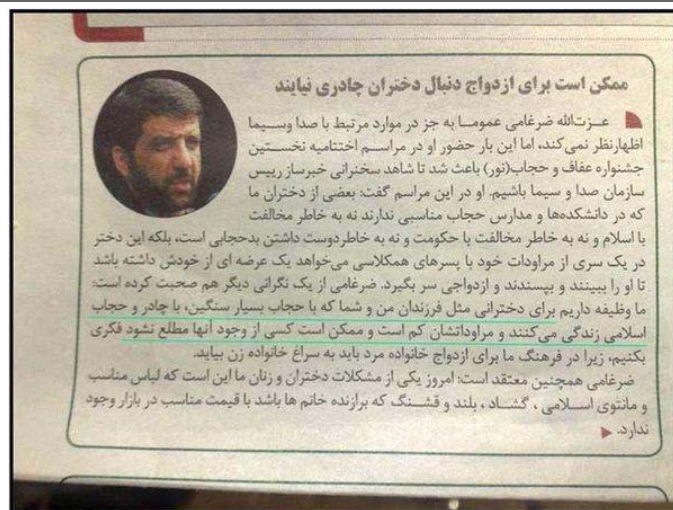 ممکن است برای ازدواج دنبال دختران چادری نیایند
عـزت‌الله ضرغامی عمومـا به جز در موارد مرتبط با صدا وسـیما
اظهارنظر نمی‌کند، اما این بار حضور او در مراسـم اختتامیه نخستین
جشنواره عفاف و حجاب(نور) باعث شد تا شاهد سخنرانی خبرساز رییس
سازمان صدا و سیما باشیم. او در این مراسم گفت: بعضی از دختران ما
که در دانشکده‌ها و مدارس حجاب مناسبی ندارند نه به خاطر مخالفت
با اسلام و نه به خاطر مخالفت با حکومت و نه به خاطردوست داشتن بدحجابی است، بلکه این دختر
در یک سری از مراودات خود با پسرهای همکلاسی می‌خواهد یک عرضه ای از خودش داشته باشد
تا او را ببینند و بپسندند و ازدواجی سر بگیرد. ضرغامی از یک نگرانی دیگر هم صحبت کرده است:
ما وظیفه داریم برای دخترانی مثل فرزندان من و شما که با حجاب بسیار سنگین، با چادر و حجاب
اسلامی زندگی می‌کنند و مراوداتشان کم است و ممکن است کسی از وجود آنها مطلع نشود فکری
بکنیم، زیرا در فرهنگ ما برای ازدواج خانواده مرد باید به سراغ خانواده زن بیاید.
ضرغامی همچنین معتقد است: امروز یکی از مشکلات دختران و زنان ما این است که لباس مناسب
و مانتوی اسـلامی ، گشـاد ، بلند و قشـنگ که برازنده خانم ها باشد با قیمت مناسب در بازار وجود
ندارد.